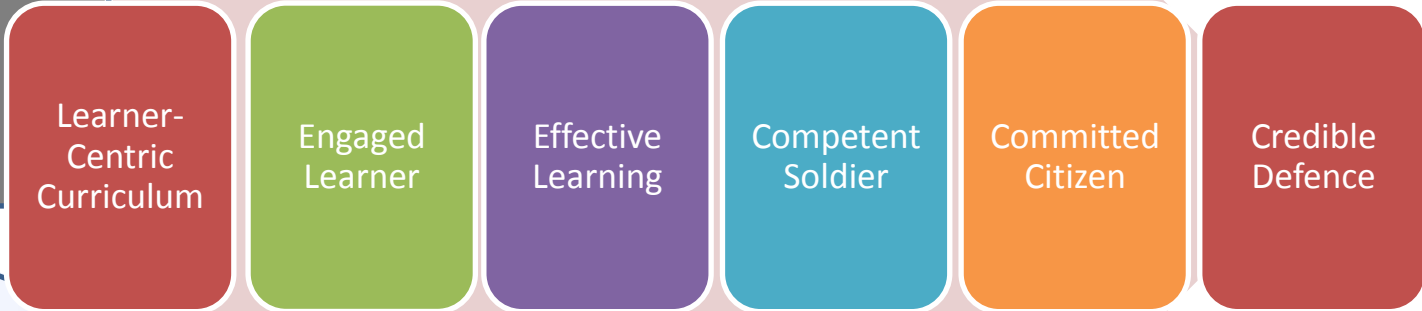 Learner-
Centric
Curriculum
Engaged
Learner
Effective
Learning
Competent
Soldier
Committed
Citizen
Credible
Defence